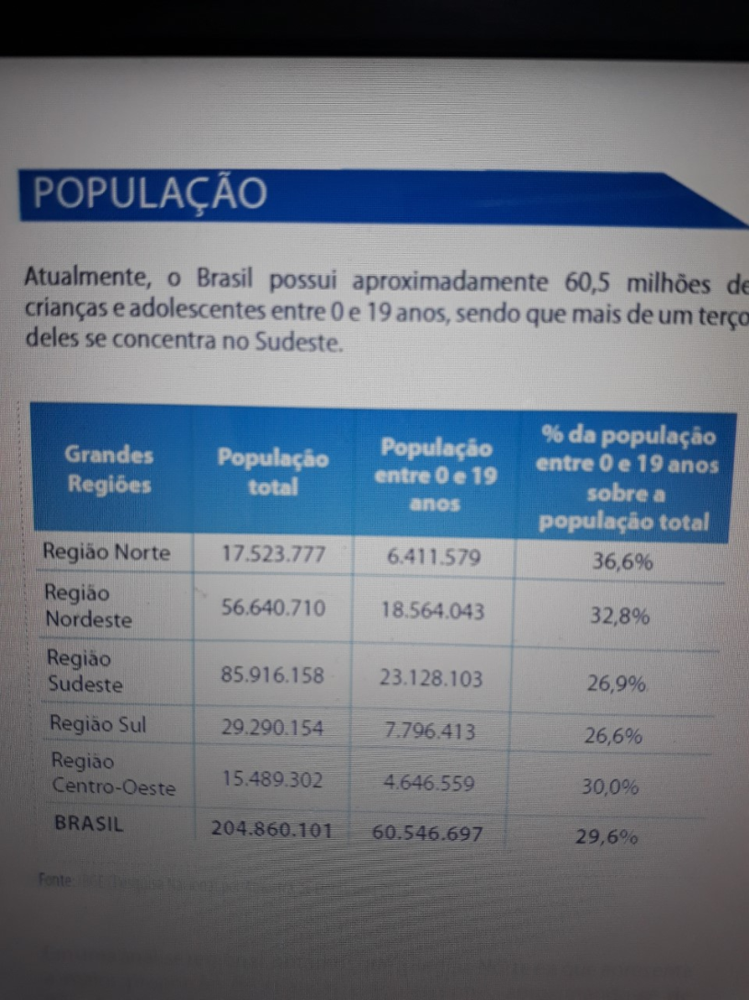 POPULAÇÃO
Atualmente, o Brasil possui aproximadamente 60,5 milhões de
crianças e adolescentes entre 0 e 19 anos, sendo que mais de um terço
deles se concentra no Sudeste.
Grandes Regiões | População total | População entre 0 e 19 anos | % da população entre 0 e 19 anos sobre a população total
Região Norte | 17.523.777 | 6.411.579 | 36,6%
Região Nordeste | 56.640.710 | 18.564.043 | 32,8%
Região Sudeste | 85.916.158 | 23.128.103 | 26,9%
Região Sul | 29.290.154 | 7.796.413 | 26,6%
Região Centro-Oeste | 15.489.302 | 4.646.559 | 30,0%
BRASIL | 204.860.101 | 60.546.697 | 29,6%
Fonte: